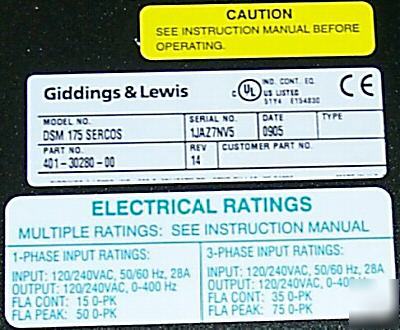 CAUTION
SEE INSTRUCTION MANUAL BEFORE
OPERATING.
Giddings & Lewis
C UL US
IND. CONT. EQ.
LISTED
31Y4 E154830
CE
MODEL NO.
DSM 175 SERCOS
SERIAL NO.
1JAZ7NV5
DATE
0905
TYPE
PART NO.
401-30280-00
REV
14
CUSTOMER PART NO.
ELECTRICAL RATINGS
MULTIPLE RATINGS: SEE INSTRUCTION MANUAL
1-PHASE INPUT RATINGS:
INPUT: 120/240VAC, 50/60 Hz, 28A
OUTPUT: 120/240VAC, 0-400 Hz
FLA CONT: 15 0-PK
FLA PEAK: 50 0-PK
3-PHASE INPUT RATINGS:
INPUT: 120/240VAC, 50/60 Hz, 28A
OUTPUT: 120/240VAC, 0-400 Hz
FLA CONT: 35 0-PK
FLA PEAK: 75 0-PK